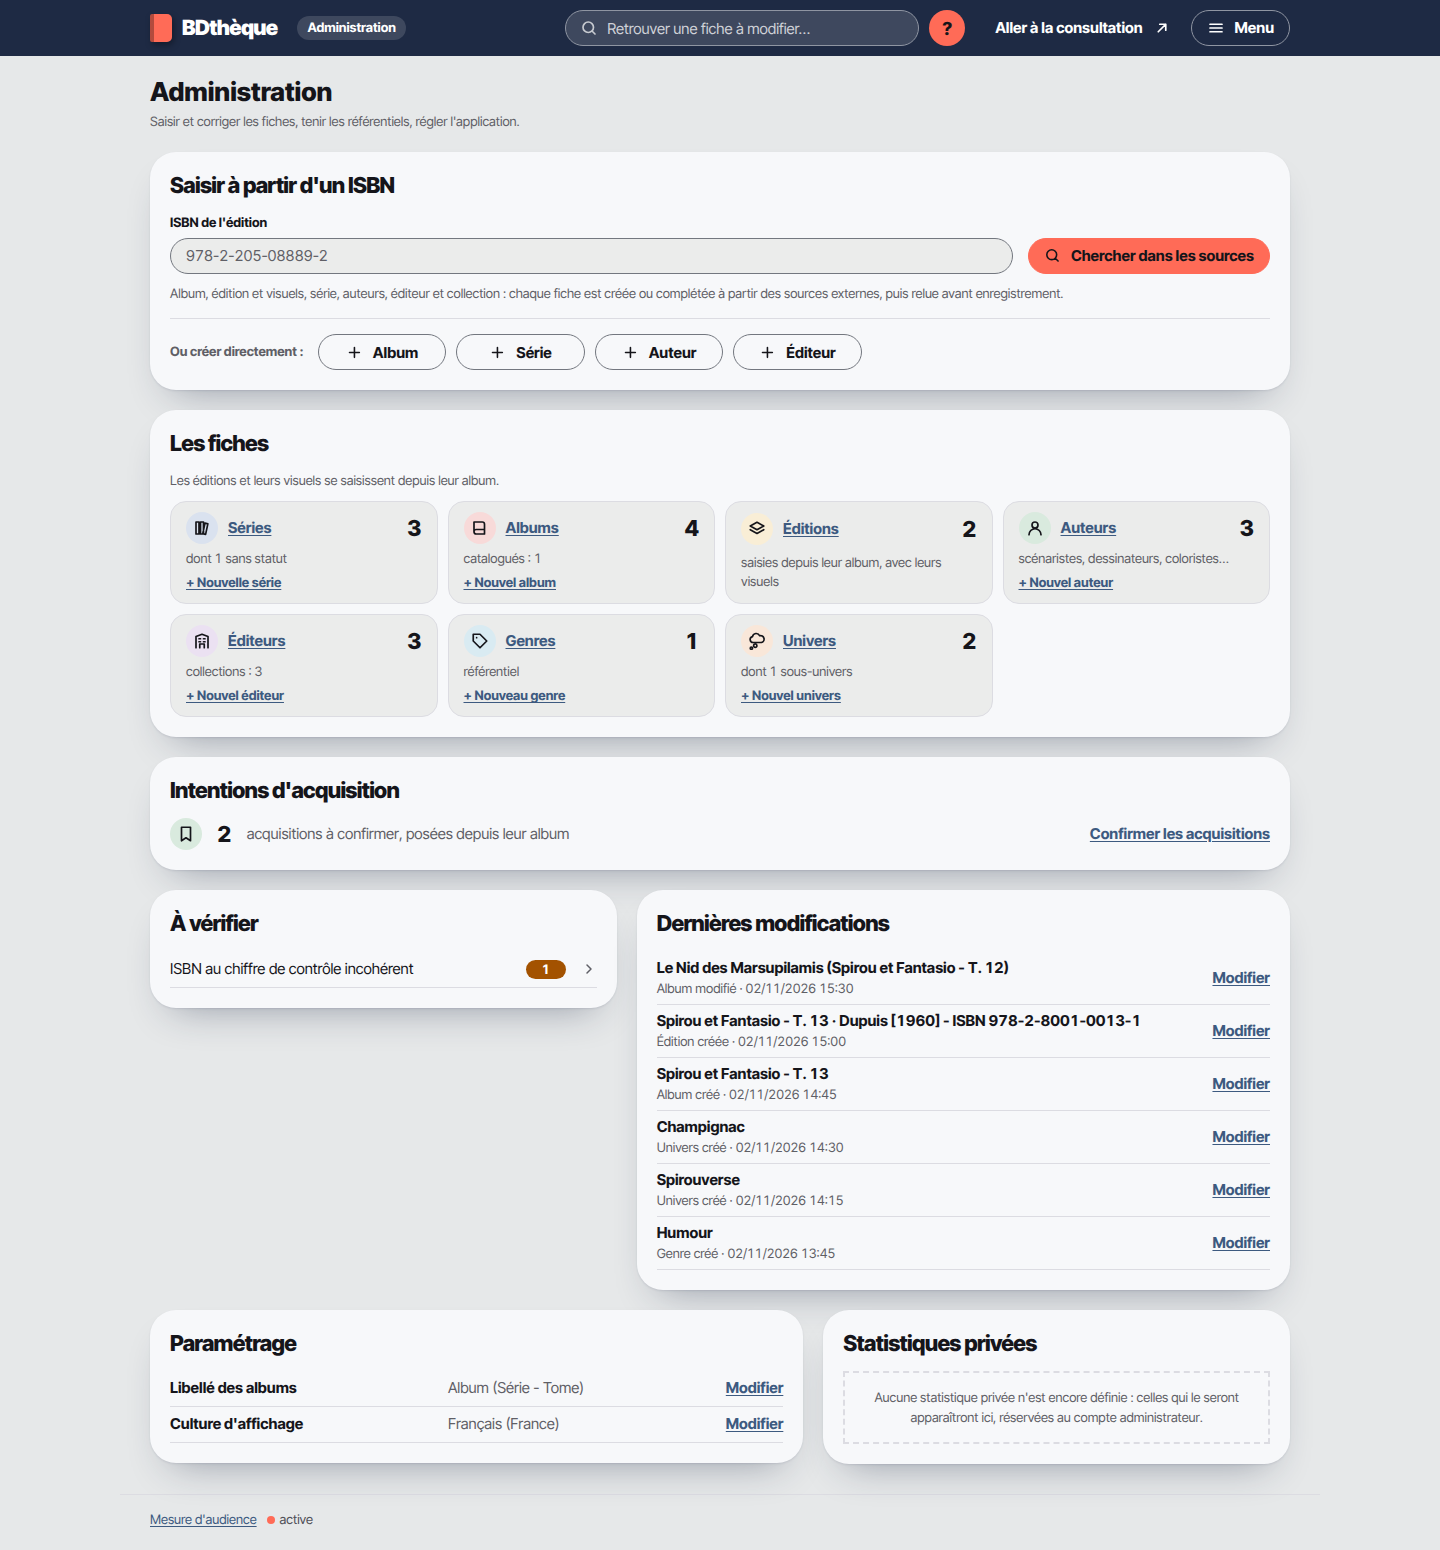 BDthèque
Administration
Retrouver une fiche à modifier...
?
Aller à la consultation
Menu
Administration
Saisir et corriger les fiches, tenir les référentiels, régler l'application.
Saisir à partir d'un ISBN
ISBN de l'édition
978-2-205-08889-2
Chercher dans les sources
Album, édition et visuels, série, auteurs, éditeur et collection : chaque fiche est créée ou complétée à partir des sources externes, puis relue avant enregistrement.
Ou créer directement :
+ Album
+ Série
+ Auteur
+ Éditeur
Les fiches
Les éditions et leurs visuels se saisissent depuis leur album.
Séries 3
dont 1 sans statut
+ Nouvelle série
Albums 4
catalogués : 1
+ Nouvel album
Éditions 2
saisies depuis leur album, avec leurs
visuels
Auteurs 3
scénaristes, dessinateurs, coloristes…
+ Nouvel auteur
Éditeurs 3
collections : 3
+ Nouvel éditeur
Genres 1
référentiel
+ Nouveau genre
Univers 2
dont 1 sous-univers
+ Nouvel univers
Intentions d'acquisition
2 acquisitions à confirmer, posées depuis leur album
Confirmer les acquisitions
À vérifier
ISBN au chiffre de contrôle incohérent 1
Dernières modifications
Le Nid des Marsupilamis (Spirou et Fantasio - T. 12)
Album modifié · 02/11/2026 15:30
Modifier
Spirou et Fantasio - T. 13 · Dupuis [1960] - ISBN 978-2-8001-0013-1
Édition créée · 02/11/2026 15:00
Modifier
Spirou et Fantasio - T. 13
Album créé · 02/11/2026 14:45
Modifier
Champignac
Univers créé · 02/11/2026 14:30
Modifier
Spirouverse
Univers créé · 02/11/2026 14:15
Modifier
Humour
Genre créé · 02/11/2026 13:45
Modifier
Paramétrage
Libellé des albums Album (Série - Tome) Modifier
Culture d'affichage Français (France) Modifier
Statistiques privées
Aucune statistique privée n'est encore définie : celles qui le seront
apparaîtront ici, réservées au compte administrateur.
Mesure d'audience active